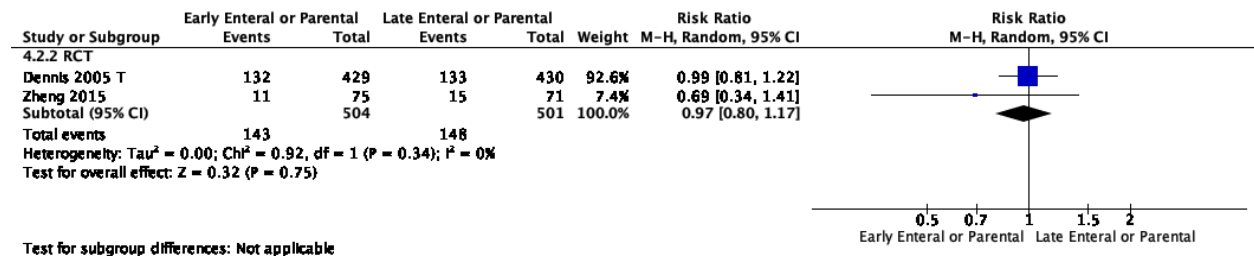 Early Enteral or Parental Late Enteral or Parental Risk Ratio Risk Ratio
Study or Subgroup Events Total Events Total Weight M-H, Random, 95% CI M-H, Random, 95% CI
4.2.2 RCT
Dennis 2005 T 132 429 133 430 92.6% 0.99 [0.81, 1.22]
Zheng 2015 11 75 15 71 7.4% 0.69 [0.34, 1.41]
Subtotal (95% CI) 504 501 100.0% 0.97 [0.80, 1.17]
Total events 143 148
Heterogeneity: Tau² = 0.00; Chi² = 0.92, df = 1 (P = 0.34); I² = 0%
Test for overall effect: Z = 0.32 (P = 0.75)
0.5 0.7 1 1.5 2
Early Enteral or Parental Late Enteral or Parental
Test for subgroup differences: Not applicable